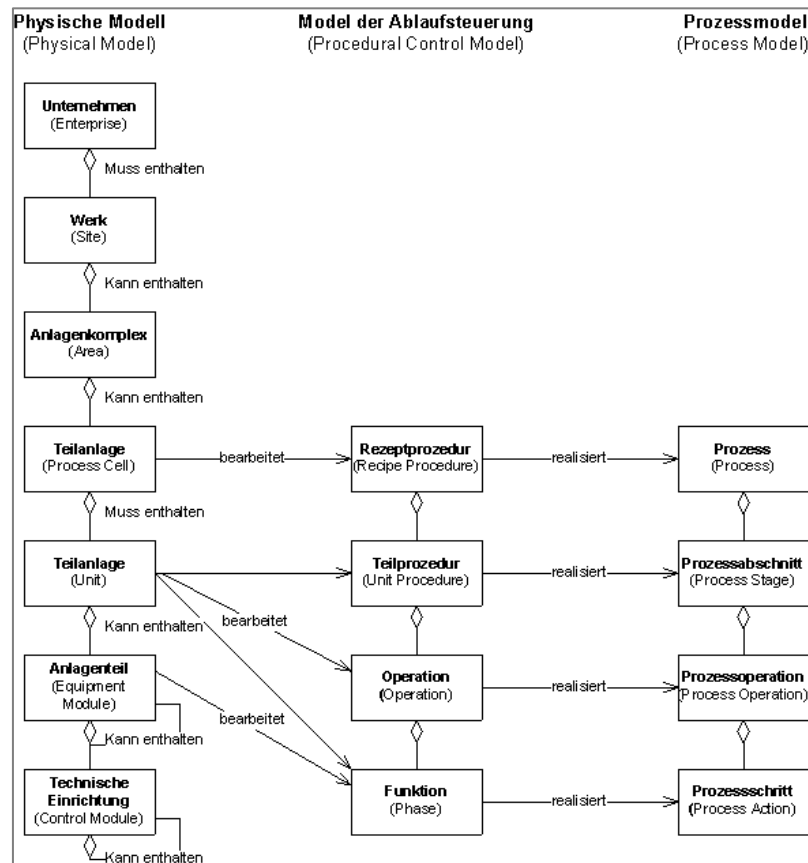 Physische Modell
(Physical Model)
Model der Ablaufsteuerung
(Procedural Control Model)
Prozessmodel
(Process Model)
Unternehmen
(Enterprise)
Muss enthalten
Werk
(Site)
Kann enthalten
Anlagenkomplex
(Area)
Kann enthalten
Teilanlage
(Process Cell)
bearbeitet
Rezeptprozedur
(Recipe Procedure)
realisiert
Prozess
(Process)
Muss enthalten
Teilanlage
(Unit)
Teilprozedur
(Unit Procedure)
realisiert
Prozessabschnitt
(Process Stage)
Kann enthalten
bearbeitet
Anlagenteil
(Equipment
Module)
Operation
(Operation)
realisiert
Prozessoperation
(Process Operation)
bearbeitet
Kann enthalten
Technische
Einrichtung
(Control Module)
Funktion
(Phase)
realisiert
Prozessschritt
(Process Action)
Kann enthalten